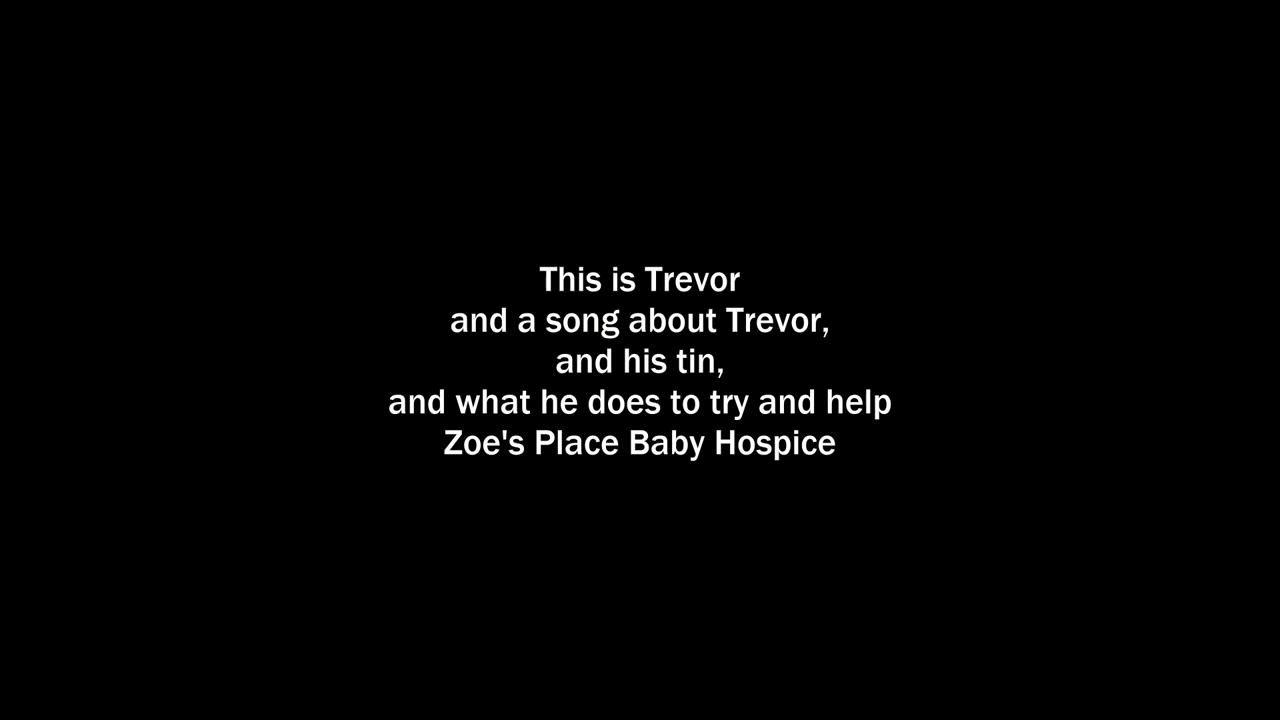 This is Trevor
and a song about Trevor,
and his tin,
and what he does to try and help
Zoe's Place Baby Hospice